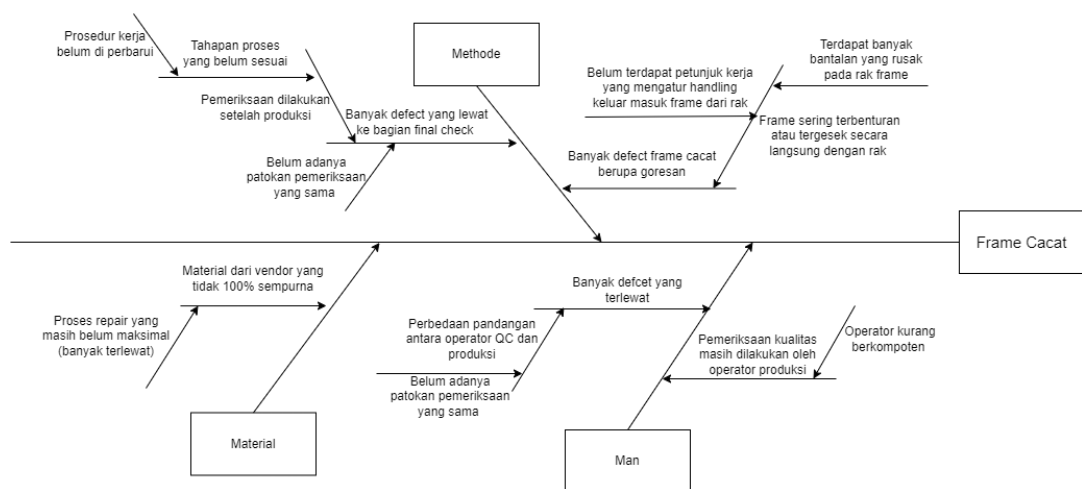 Prosedur kerja
belum di perbarui
Tahapan proses
yang belum sesuai
Pemeriksaan dilakukan
setelah produksi
Banyak defect yang lewat
ke bagian final check
Belum adanya
patokan pemeriksaan
yang sama
Methode
Belum terdapat petunjuk kerja
yang mengatur handling
keluar masuk frame dari rak
Terdapat banyak
bantalan yang rusak
pada rak frame
Frame sering terbenturan
atau tergesek secara
langsung dengan rak
Banyak defect frame cacat
berupa goresan
Frame Cacat
Material dari vendor yang
tidak 100% sempurna
Proses repair yang
masih belum maksimal
(banyak terlewat)
Material
Banyak defcet yang
terlewat
Perbedaan pandangan
antara operator QC dan
produksi
Belum adanya
patokan pemeriksaan
yang sama
Pemeriksaan kualitas
masih dilakukan oleh
operator produksi
Operator kurang
berkompoten
Man